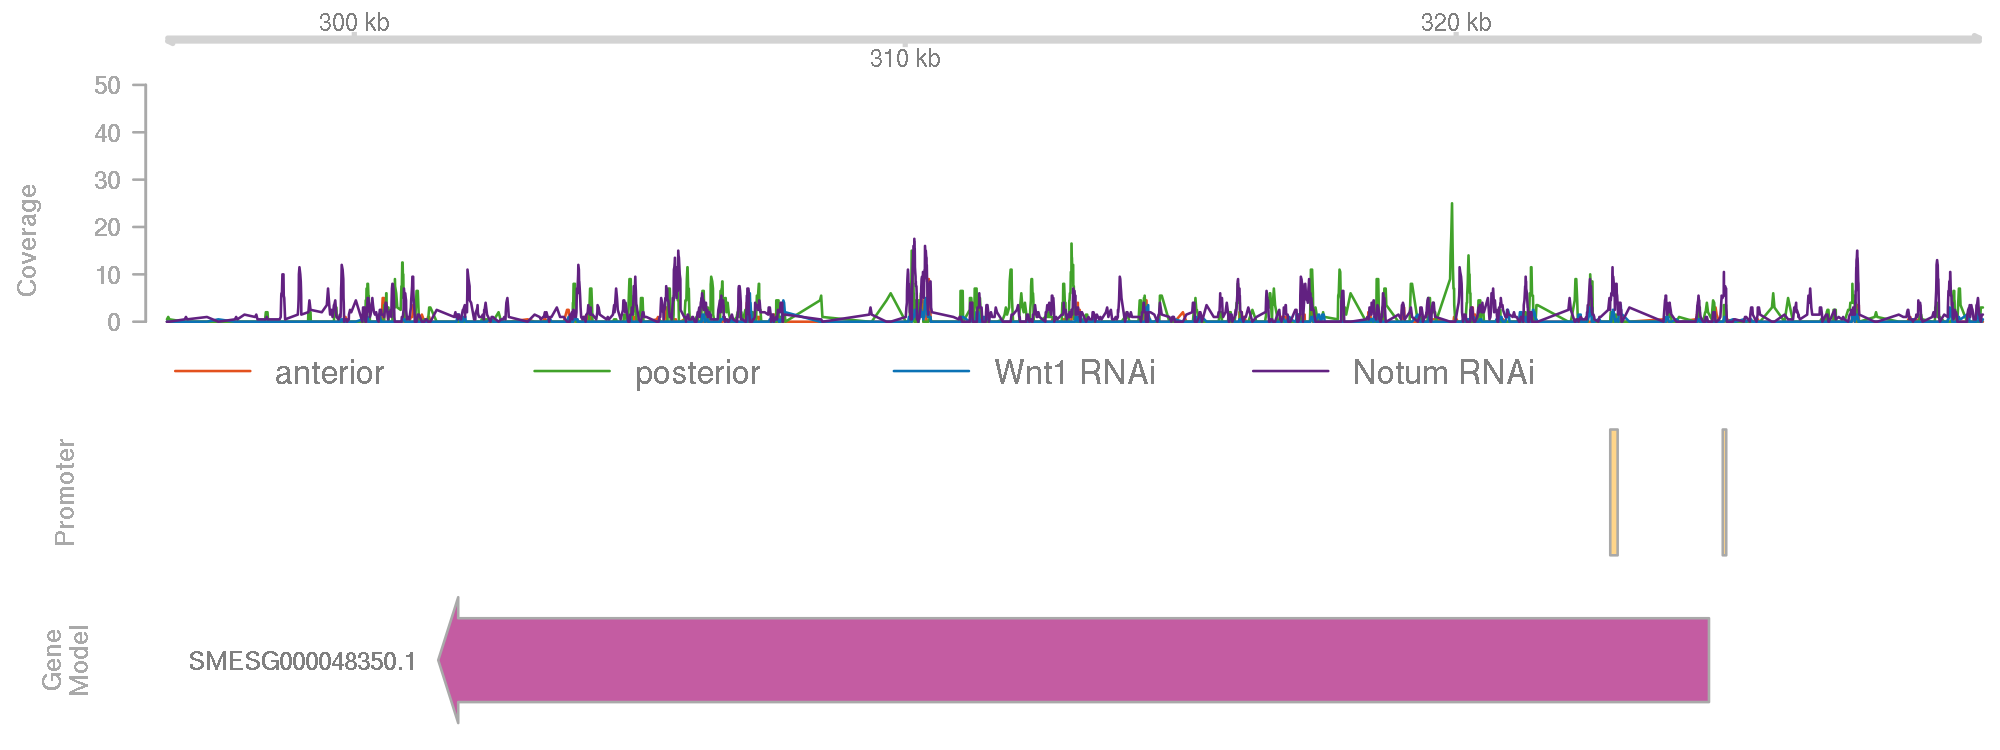 300 kb
320 kb
310 kb
Coverage
50
40
30
20
10
0
anterior posterior Wnt1 RNAi Notum RNAi
Promoter
Gene
Model
SMESG000048350.1